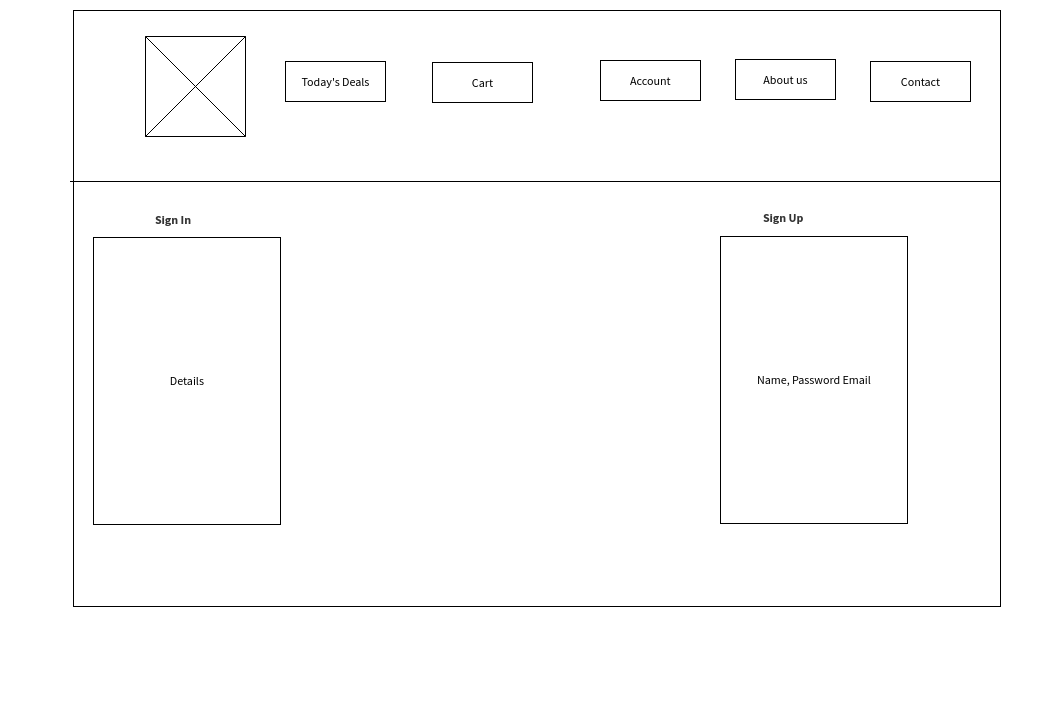 Today's Deals
Cart
Account
About us
Contact
Sign In
Sign Up
Details
Name, Password Email